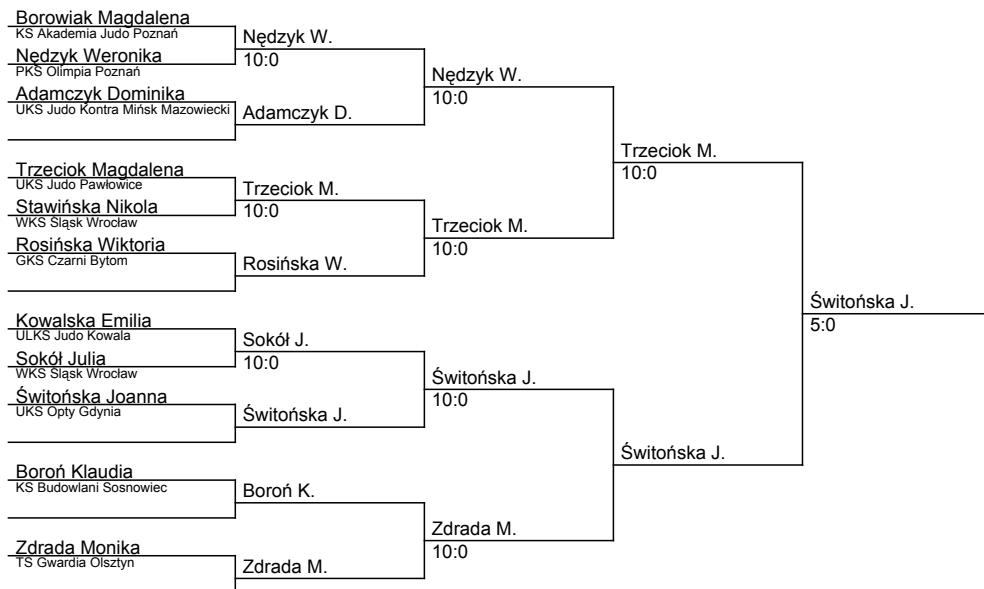 Borowiak Magdalena
KS Akademia Judo Poznań
Nędzyk Weronika
PKS Olimpia Poznań
Adamczyk Dominika
UKS Judo Kontra Mińsk Mazowiecki
Trzeciok Magdalena
UKS Judo Pawłowice
Stawińska Nikola
WKS Śląsk Wrocław
Rosińska Wiktoria
GKS Czarni Bytom
Kowalska Emilia
ULKS Judo Kowala
Sokół Julia
WKS Śląsk Wrocław
Świtońska Joanna
UKS Opty Gdynia
Boroń Klaudia
KS Budowlani Sosnowiec
Zdrada Monika
TS Gwardia Olsztyn
Nędzyk W.
10:0
Adamczyk D.
Trzeciok M.
10:0
Rosińska W.
Sokół J.
10:0
Świtońska J.
Boroń K.
Zdrada M.
Nędzyk W.
10:0
Trzeciok M.
10:0
Świtońska J.
10:0
Zdrada M.
10:0
Trzeciok M.
10:0
Świtońska J.
Świtońska J.
5:0